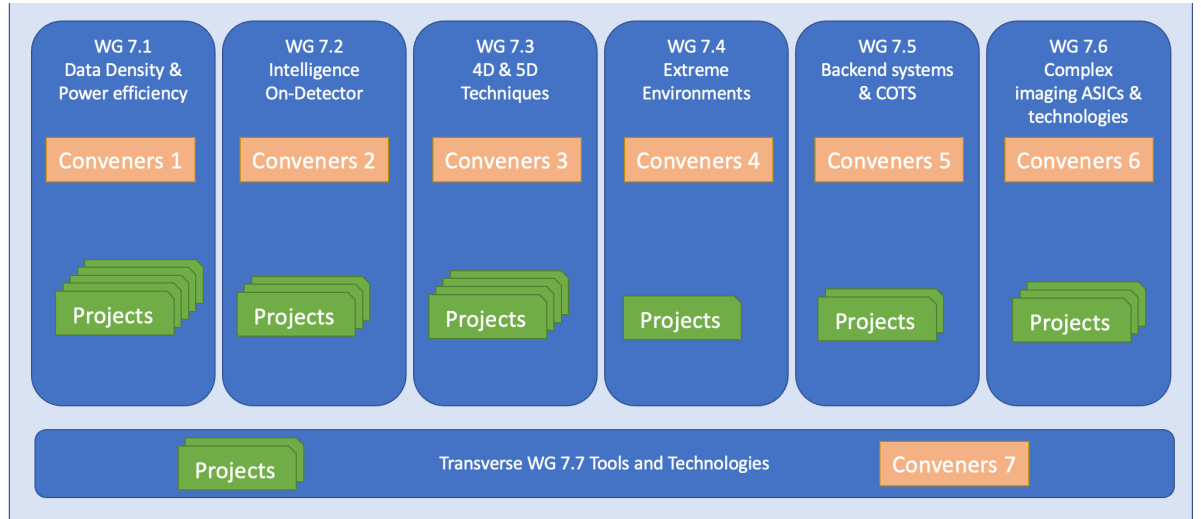 WG 7.1
Data Density &
Power efficiency
Conveners 1
Projects
WG 7.2
Intelligence
On-Detector
Conveners 2
Projects
WG 7.3
4D & 5D
Techniques
Conveners 3
Projects
WG 7.4
Extreme
Environments
Conveners 4
Projects
WG 7.5
Backend systems
& COTS
Conveners 5
Projects
WG 7.6
Complex
imaging ASICs &
technologies
Conveners 6
Projects
Projects
Transverse WG 7.7 Tools and Technologies
Conveners 7